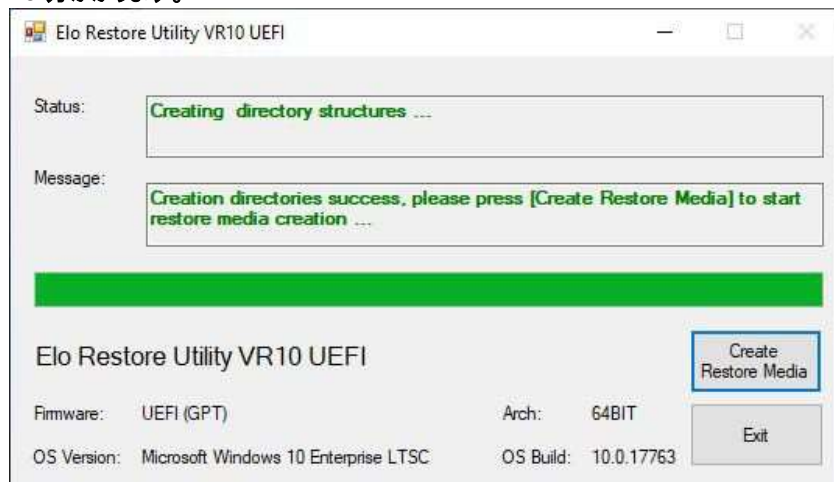 Elo Restore Utility VR10 UEFI
Status:
Creating directory structures ...
Message:
Creation directories success, please press [Create Restore Media] to start
restore media creation ...
Elo Restore Utility VR10 UEFI
Create
Restore Media
Firmware: UEFI (GPT) Arch: 64BIT
Exit
OS Version: Microsoft Windows 10 Enterprise LTSC OS Build: 10.0.17763